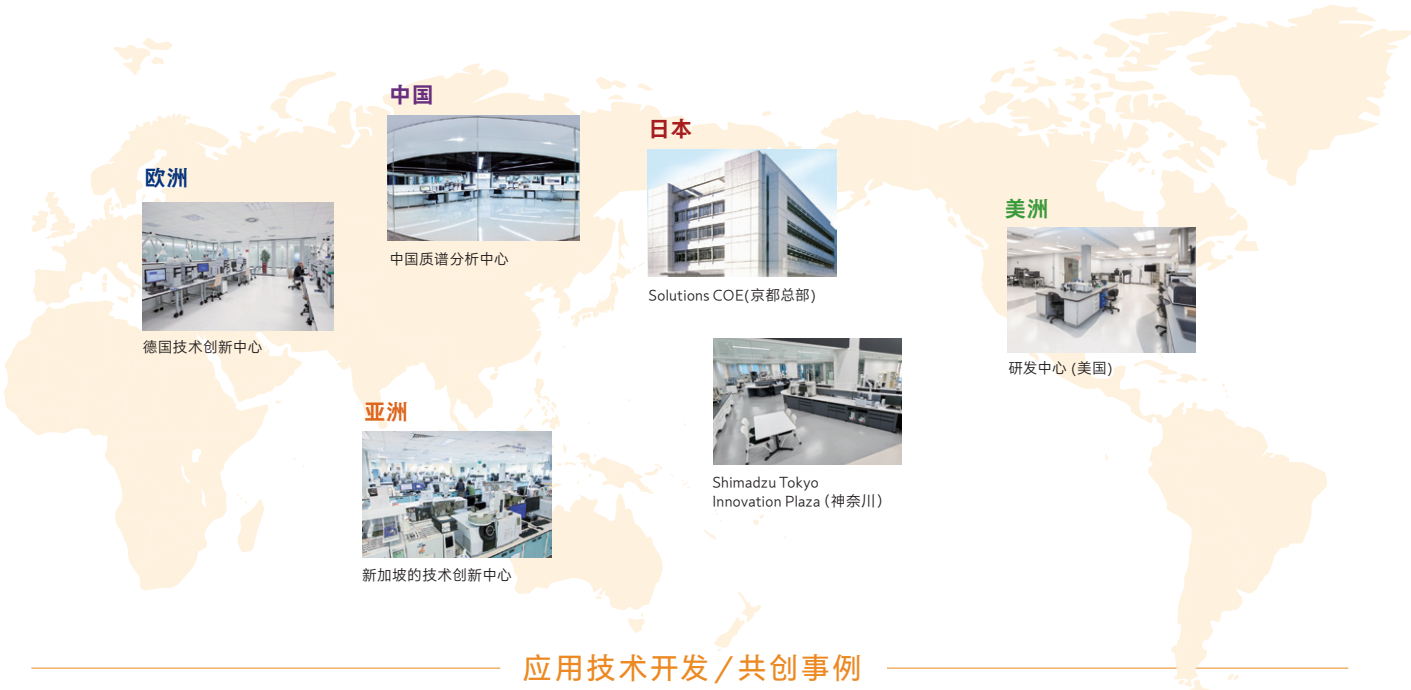 中国
日本
欧洲
美洲
中国质谱分析中心
Solutions COE(京都总部)
德国技术创新中心
研发中心 (美国)
亚洲
Shimadzu Tokyo
Innovation Plaza (神奈川)
新加坡的技术创新中心
应用技术开发/共创事例